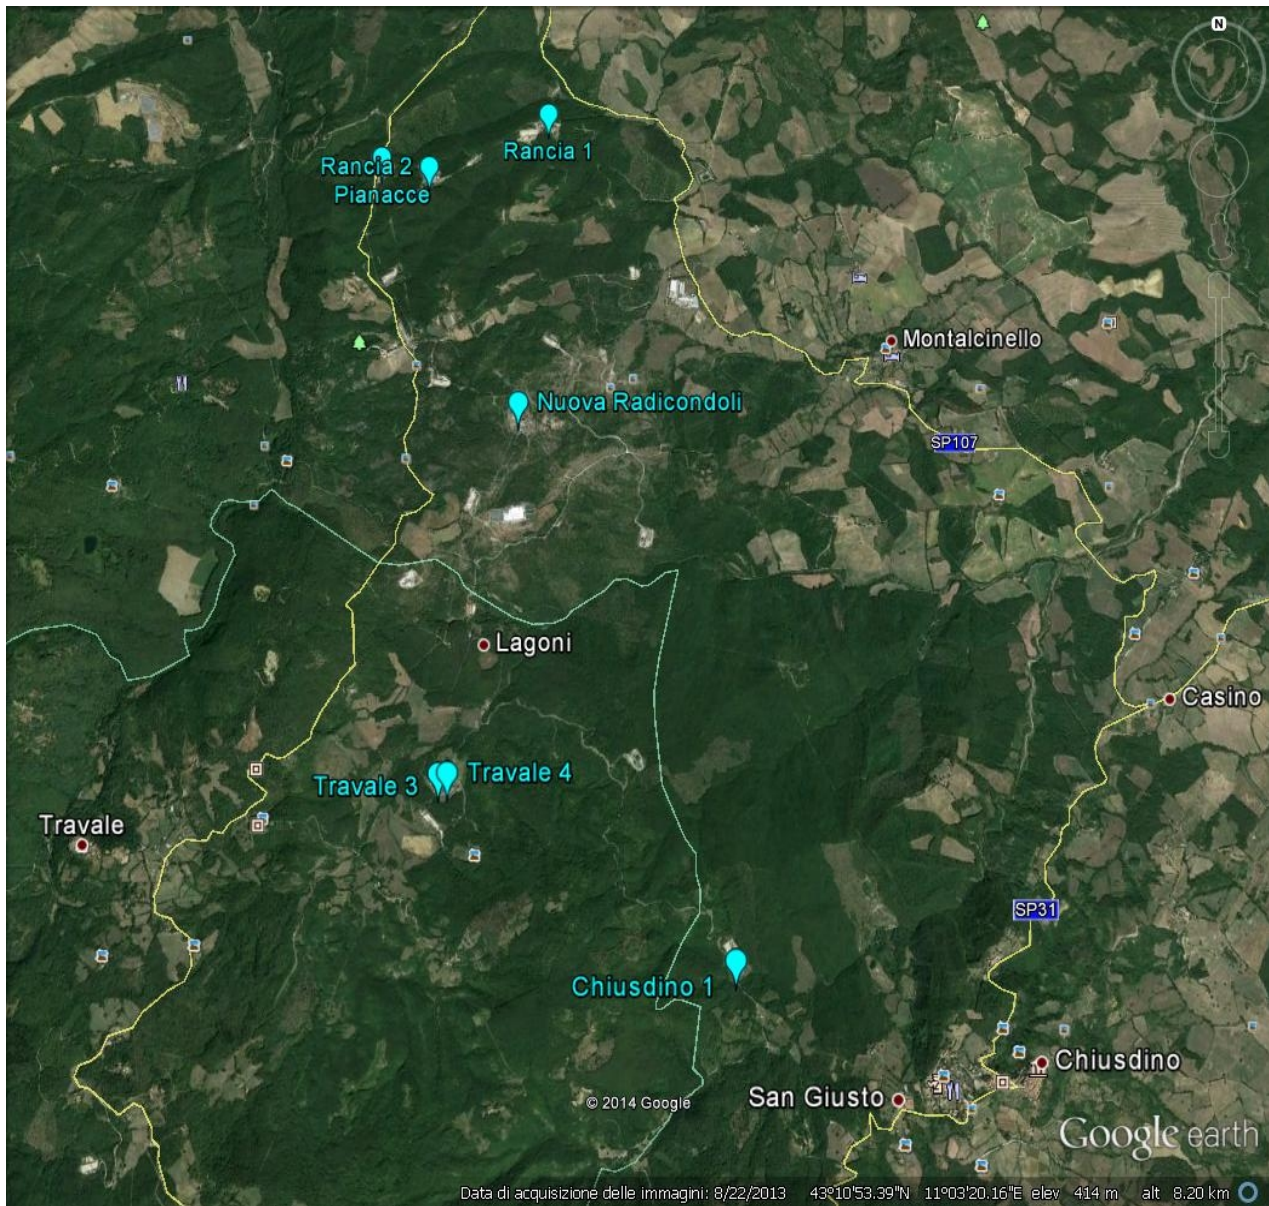 N
Rancia 1
Rancia 2
Pianacce
Montalcinello
Nuova Radicondoli
SP107
Lagoni
Casino
Travale 3
Travale 4
Travale
SP31
Chiusdino 1
Chiusdino
San Giusto
© 2014 Google
Google earth
Data di acquisizione delle immagini: 8/22/2013 43°10'53.39"N 11°03'20.16"E elev 414 m alt 8.20 km